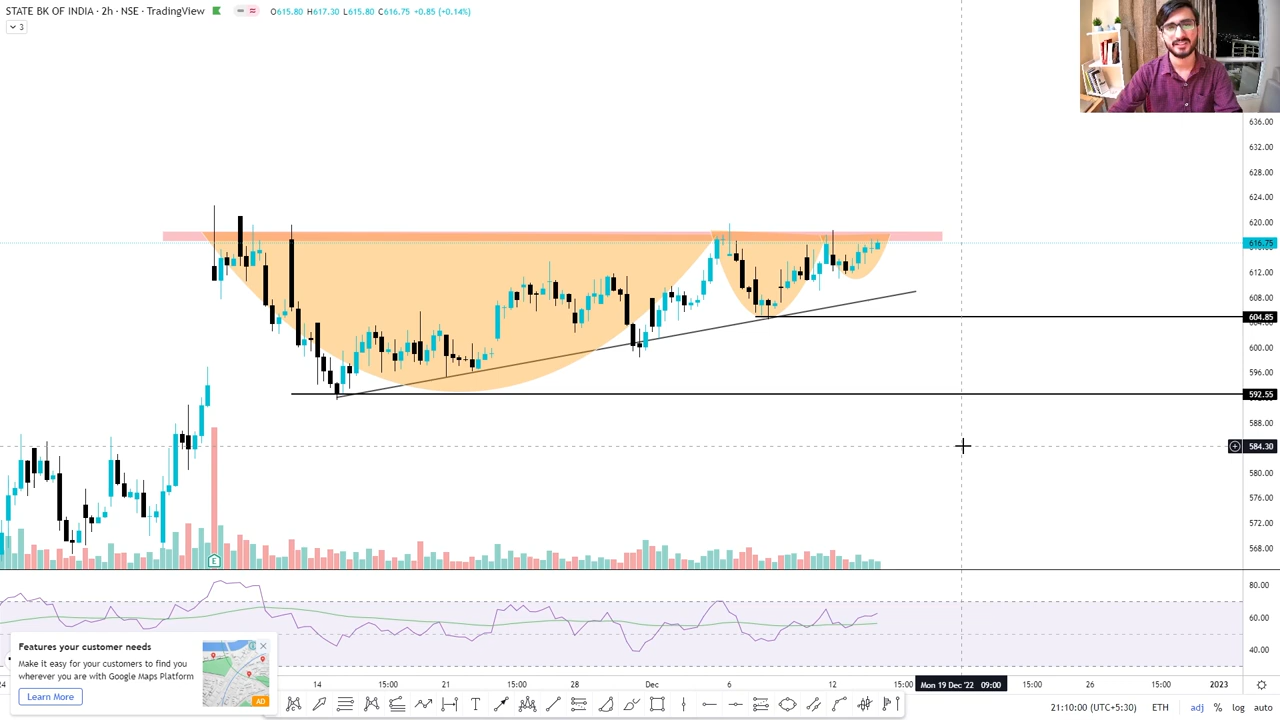 STATE BK OF INDIA · 2h · NSE · TradingView O615.80 H617.30 L615.80 C616.75 +0.85 (+0.14%)
3
636.00
632.00
628.00
624.00
620.00
616.75
612.00
608.00
604.85
600.00
596.00
592.55
588.00
584.30
580.00
576.00
572.00
568.00
E
80.00
60.00
40.00
Features your customer needs
Make it easy for your customers to find you
wherever you are with Google Maps Platform
Learn More
AD
24 14 15:00 21 15:00 28 Dec 6 12 15:00 Mon 19 Dec '22 09:00 15:00 26 15:00 2023
21:10:00 (UTC+5:30) ETH adj % log auto